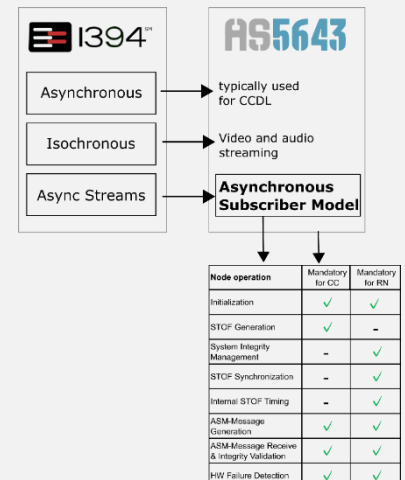 1394 SM
AS5643
Asynchronous
typically used
for CCDL
Isochronous
Video and audio
streaming
Async Streams
Asynchronous
Subscriber Model
Node operation
Mandatory
for CC
Mandatory
for RN
Initialization
✓
✓
STOF Generation
✓
-
System Integrity
Management
-
✓
STOF Synchronization
-
✓
Internal STOF Timing
-
✓
ASM-Message
Generation
✓
✓
ASM-Message Receive
& Integrity Validation
✓
✓
HW Failure Detection
✓
✓